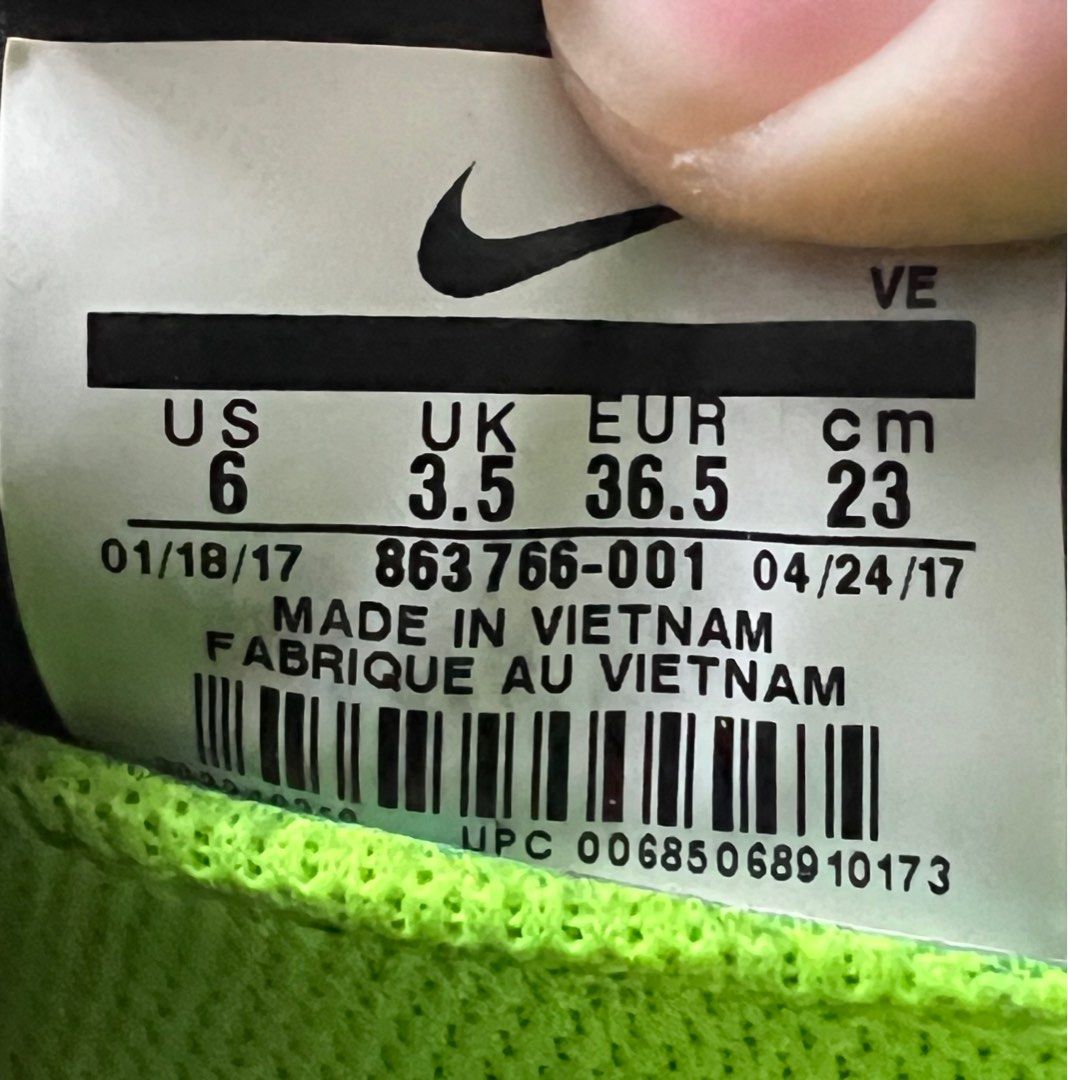 VE
US UK EUR cm
6 3.5 36.5 23
01/18/17 863766-001 04/24/17
MADE IN VIETNAM
FABRIQUE AU VIETNAM
UPC 00685068910173